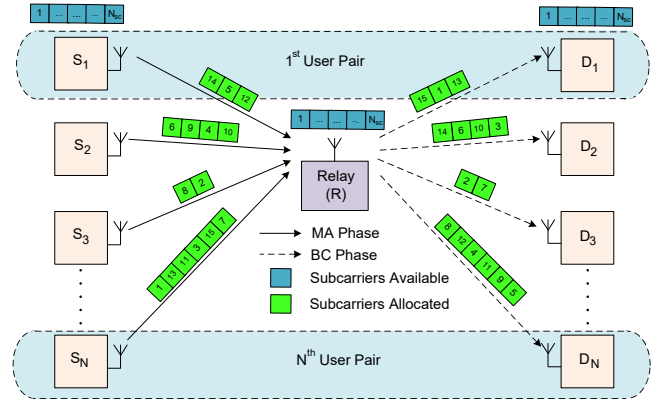 1 ... ... ... N_sc
1 ... ... ... N_sc
S_1
1^st User Pair
D_1
14 5 12
15 1 13
1 ... ... ... N_sc
S_2
6 9 4 10
14 6 10 3
D_2
Relay
(R)
8 2
2 7
S_3
D_3
1 13 11 3 15 7
8 12 4 11 9 5
MA Phase
BC Phase
Subcarriers Available
Subcarriers Allocated
S_N
N^th User Pair
D_N